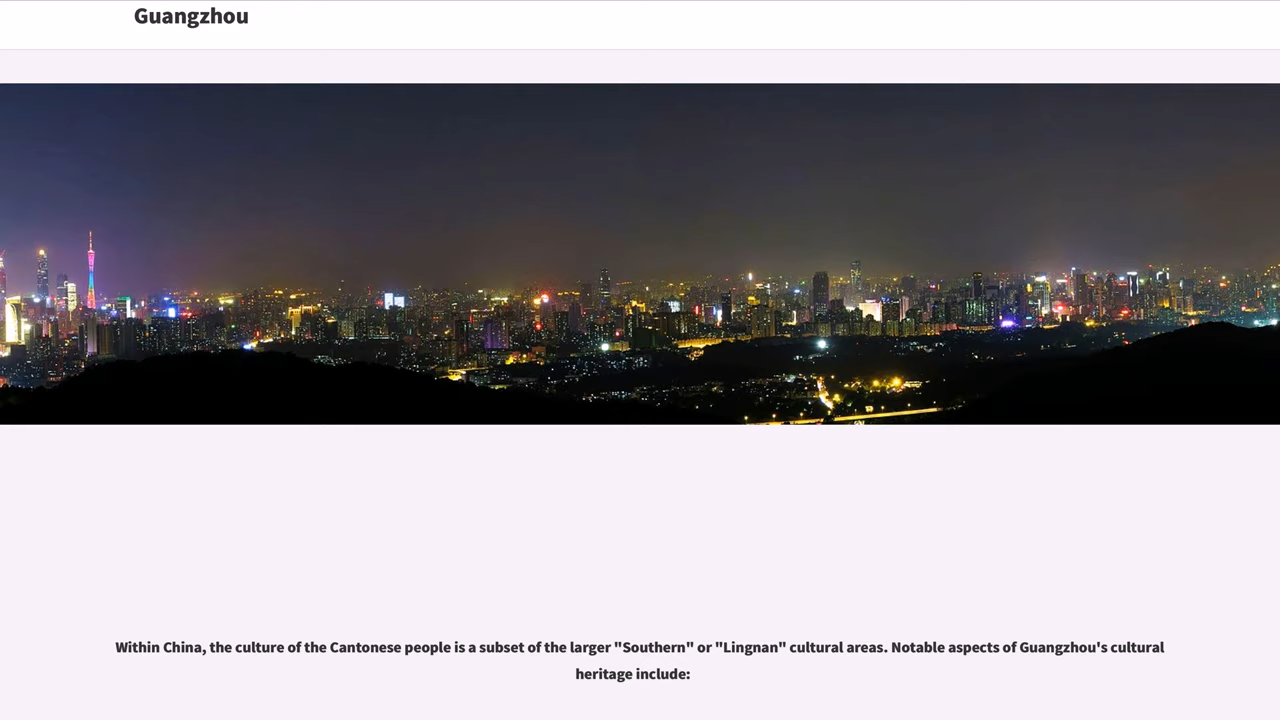 Guangzhou
Within China, the culture of the Cantonese people is a subset of the larger "Southern" or "Lingnan" cultural areas. Notable aspects of Guangzhou's cultural
heritage include: